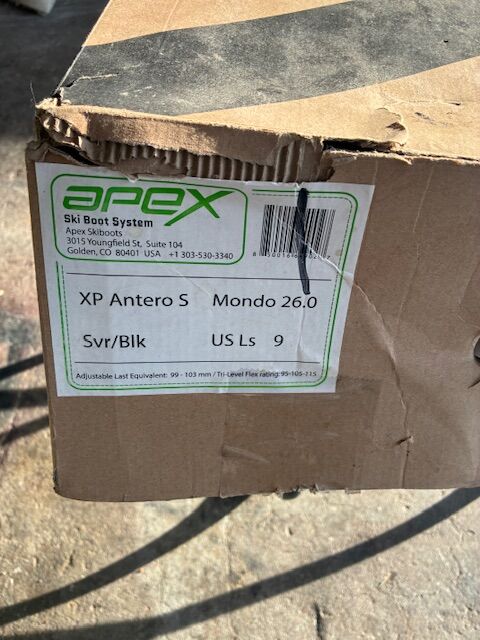 apex
Ski Boot System
Apex Skiboots
3015 Youngfield St, Suite 104
Golden, CO 80401 USA +1 303-530-3340
XP Antero S Mondo 26.0
Svr/Blk US Ls 9
Adjustable Last Equivalent: 99 - 103 mm / Tri-Level Flex rating: 95-105-115